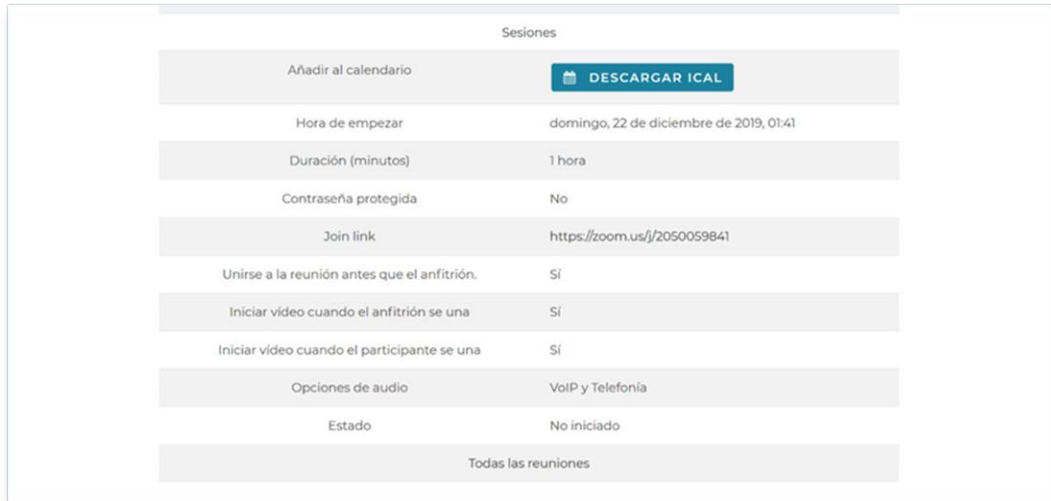 Sesiones
Añadir al calendario
DESCARGAR ICAL
Hora de empezar domingo, 22 de diciembre de 2019, 01:41
Duración (minutos) 1 hora
Contraseña protegida No
Join link https://zoom.us/j/2050059841
Unirse a la reunión antes que el anfitrión. Sí
Iniciar vídeo cuando el anfitrión se una Sí
Iniciar vídeo cuando el participante se una Sí
Opciones de audio VoIP y Telefonía
Estado No iniciado
Todas las reuniones